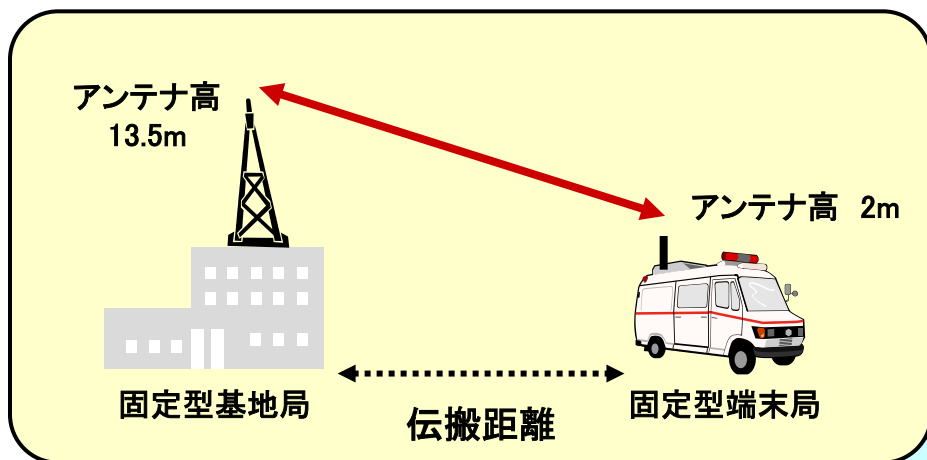 アンテナ高
13.5m
アンテナ高 2m
固定型基地局
伝搬距離
固定型端末局